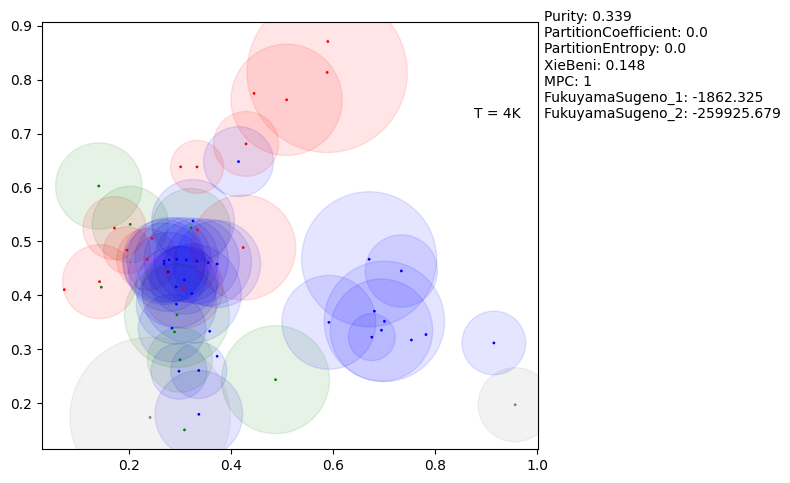 Purity: 0.339
PartitionCoefficient: 0.0
PartitionEntropy: 0.0
XieBeni: 0.148
MPC: 1
FukuyamaSugeno_1: -1862.325
FukuyamaSugeno_2: -259925.679
T = 4K
0.9
0.8
0.7
0.6
0.5
0.4
0.3
0.2
0.2 0.4 0.6 0.8 1.0